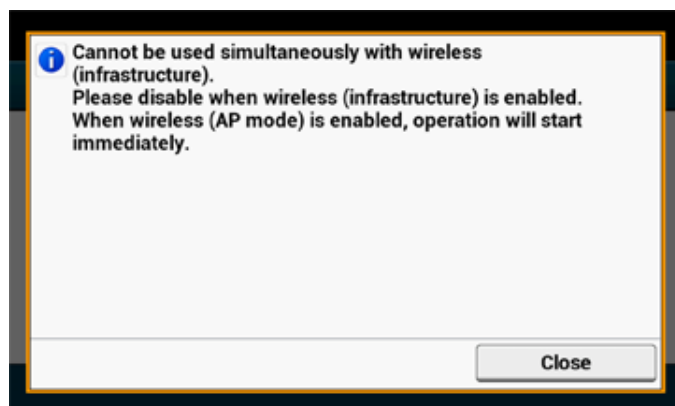 Cannot be used simultaneously with wireless
(infrastructure).
Please disable when wireless (infrastructure) is enabled.
When wireless (AP mode) is enabled, operation will start
immediately.
Close